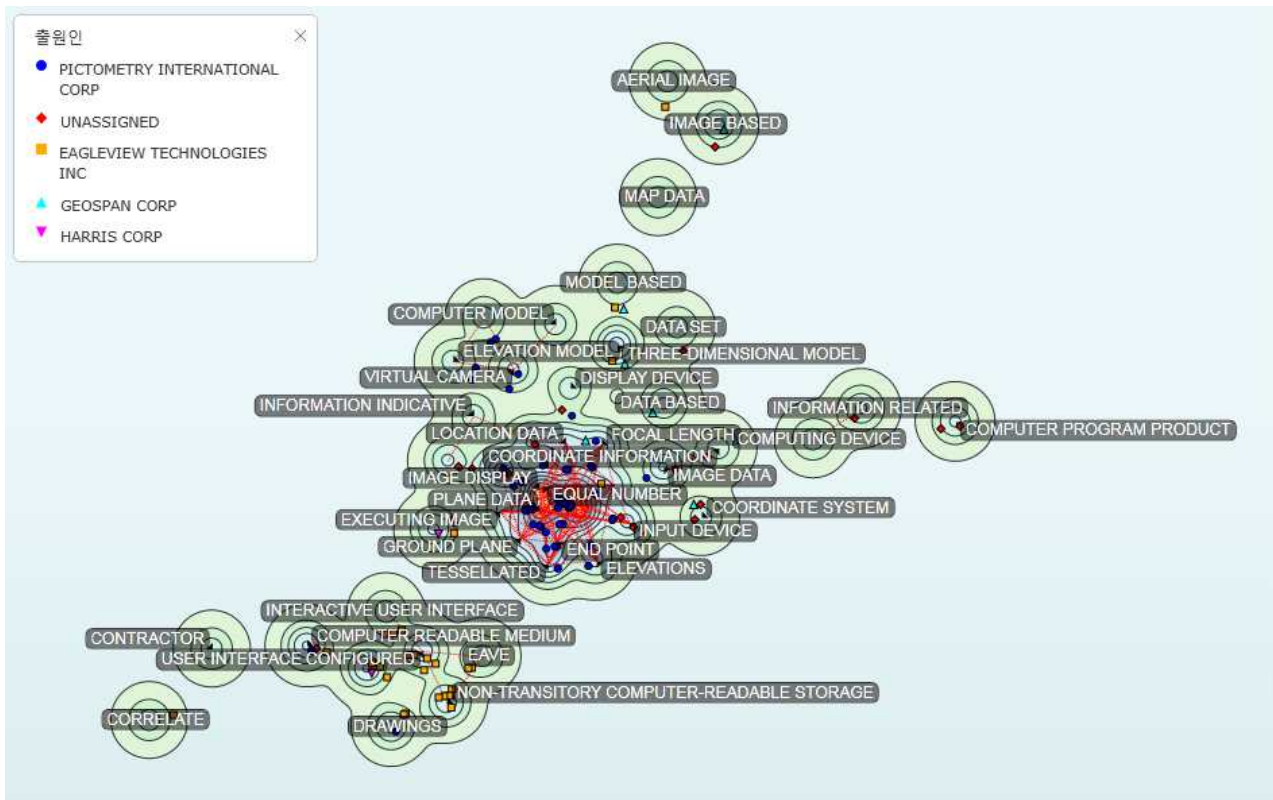 출원인
PICTOMETRY INTERNATIONAL
CORP
UNASSIGNED
EAGLEVIEW TECHNOLOGIES
INC
GEOSPAN CORP
HARRIS CORP
AERIAL IMAGE
IMAGE BASED
MAP DATA
MODEL BASED
COMPUTER MODEL
DATA SET
ELEVATION MODEL
THREE-DIMENSIONAL MODEL
VIRTUAL CAMERA
DISPLAY DEVICE
DATA BASED
INFORMATION INDICATIVE
INFORMATION RELATED
COMPUTER PROGRAM PRODUCT
LOCATION DATA
FOCAL LENGTH
COMPUTING DEVICE
COORDINATE INFORMATION
IMAGE DISPLAY
IMAGE DATA
PLANE DATA
EQUAL NUMBER
COORDINATE SYSTEM
EXECUTING IMAGE
INPUT DEVICE
GROUND PLANE
END POINT
TESSELLATED
ELEVATIONS
INTERACTIVE USER INTERFACE
CONTRACTOR
COMPUTER READABLE MEDIUM
USER INTERFACE CONFIGURED
EAVE
NON-TRANSITORY COMPUTER-READABLE STORAGE
CORRELATE
DRAWINGS